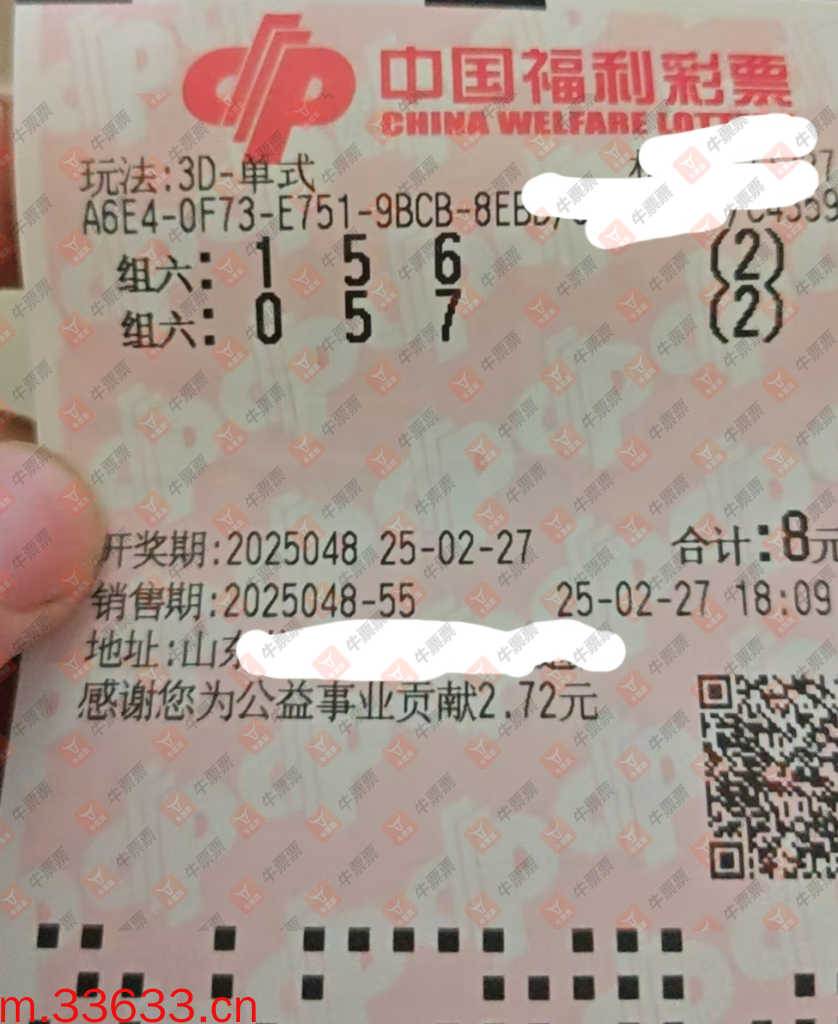 中国福利彩票
CHINA WELFARE
玩法:3D-单式
A6E4-0F73-E751-9BCB-8EB
组六: 1 5 6 (2)
组六: 0 5 7 (2)
开奖期:2025048 25-02-27 合计:8元
销售期:2025048-55 25-02-27 18:09
地址:山东
感谢您为公益事业贡献2.72元
牛票票
m.33633.cn